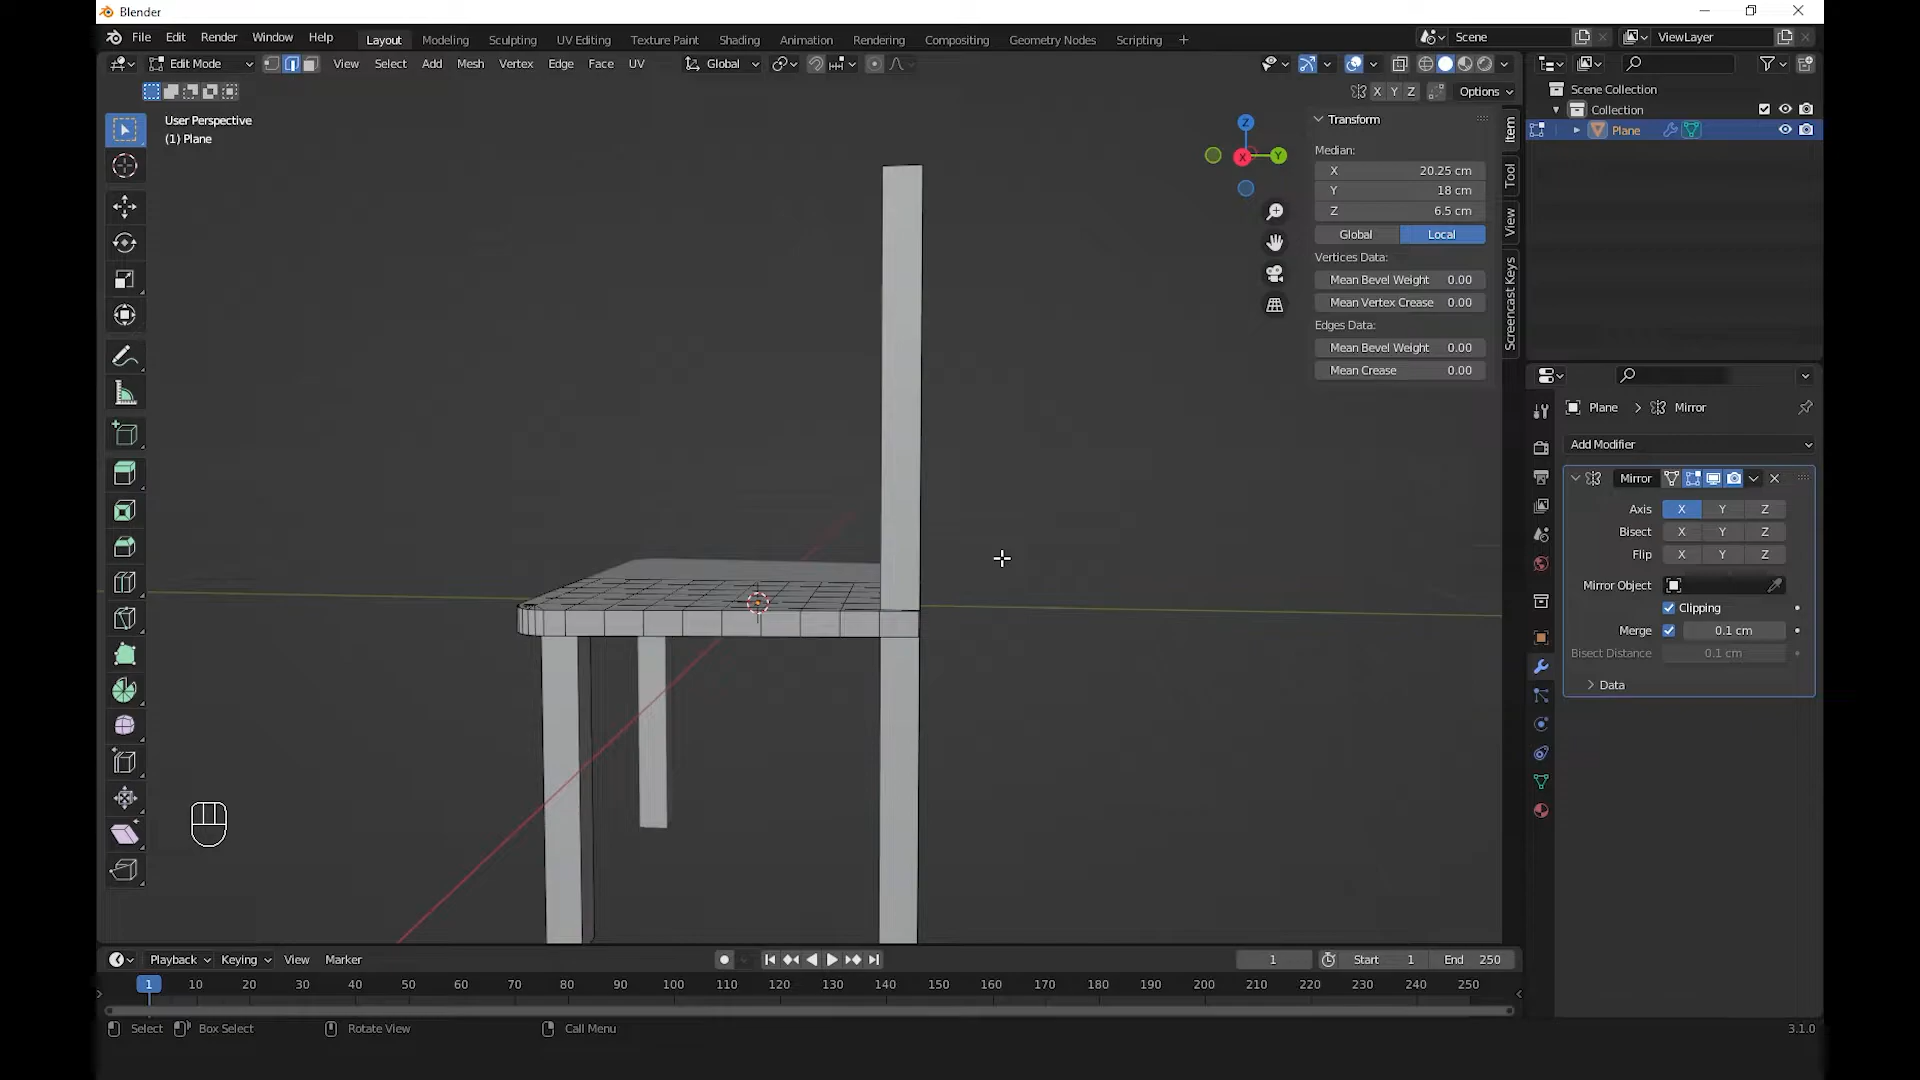 Blender
File Edit Render Window Help Layout Modeling Sculpting UV Editing Texture Paint Shading Animation Rendering Compositing Geometry Nodes Scripting + Scene ViewLayer
Edit Mode View Select Add Mesh Vertex Edge Face UV Global
X Y Z Options
User Perspective
(1) Plane
Z
Y
X
Transform
Median:
X 20.25 cm
Y 18 cm
Z 6.5 cm
Global Local
Vertices Data:
Mean Bevel Weight 0.00
Mean Vertex Crease 0.00
Edges Data:
Mean Bevel Weight 0.00
Mean Crease 0.00
Item
Tool
View
Screencast Keys
Scene Collection
Collection
Plane
Plane > Mirror
Add Modifier
Mirror
Axis X Y Z
Bisect X Y Z
Flip X Y Z
Mirror Object
Clipping
Merge 0.1 cm
Bisect Distance 0.1 cm
Data
Playback Keying View Marker 1 Start 1 End 250
1 10 20 30 40 50 60 70 80 90 100 110 120 130 140 150 160 170 180 190 200 210 220 230 240 250
Select Box Select Rotate View Call Menu 3.1.0